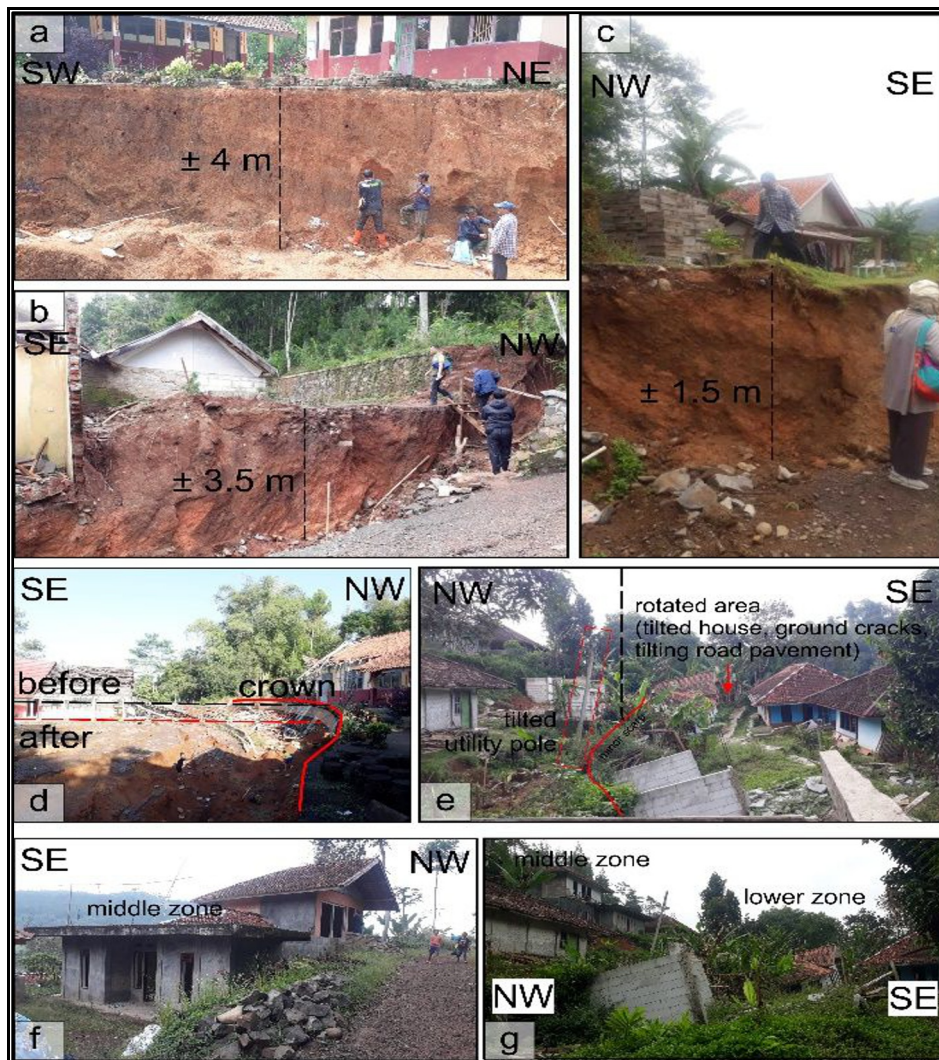 a
SW
NE
± 4 m
b
SE
NW
± 3.5 m
c
NW
SE
± 1.5 m
SE
NW
before
crown
after
d
NW
SE
rotated area
(tilted house, ground cracks,
tilting road pavement)
tilted
utility pole
minor scarp
e
SE
NW
middle zone
f
middle zone
lower zone
NW
SE
g